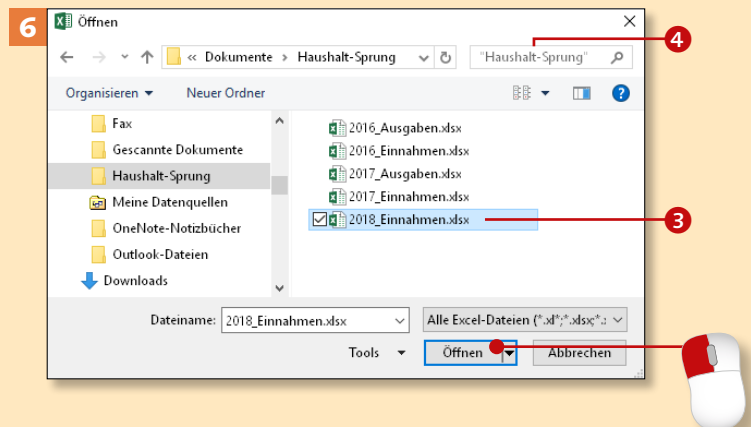 6
Öffnen
« Dokumente > Haushalt-Sprung
"Haushalt-Sprung"
4
Organisieren
Neuer Ordner
Fax
Gescannte Dokumente
Haushalt-Sprung
Meine Datenquellen
OneNote-Notizbücher
Outlook-Dateien
Downloads
2016_Ausgaben.xlsx
2016_Einnahmen.xlsx
2017_Ausgaben.xlsx
2017_Einnahmen.xlsx
2018_Einnahmen.xlsx
3
Dateiname: 2018_Einnahmen.xlsx
Alle Excel-Dateien (*.xl*;*.xlsx;*.
Tools
Öffnen
Abbrechen